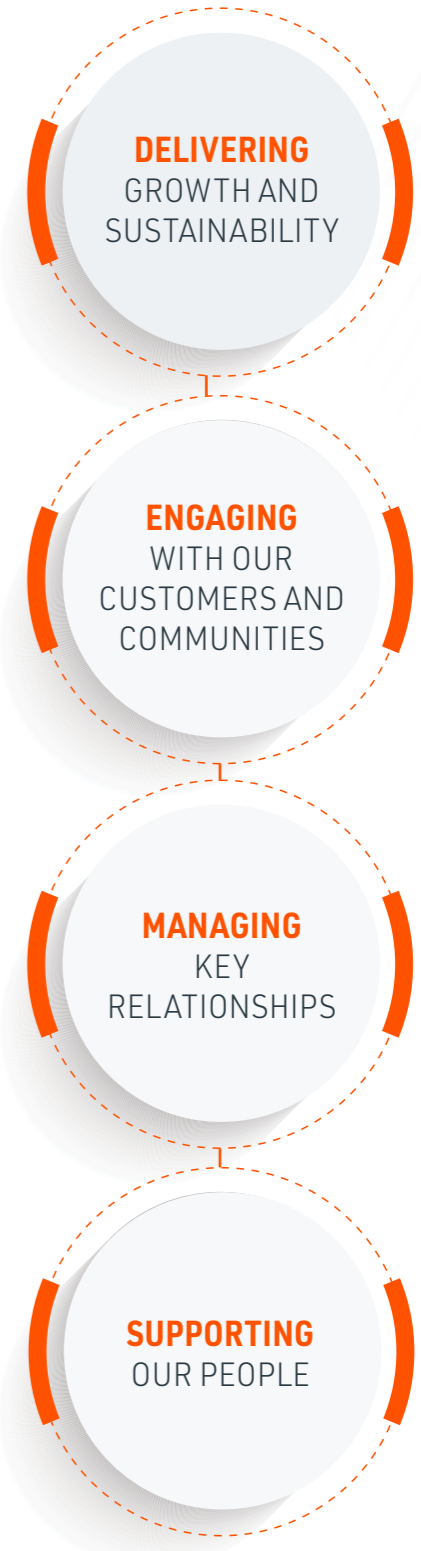 DELIVERING
GROWTH AND
SUSTAINABILITY
ENGAGING
WITH OUR
CUSTOMERS AND
COMMUNITIES
MANAGING
KEY
RELATIONSHIPS
SUPPORTING
OUR PEOPLE